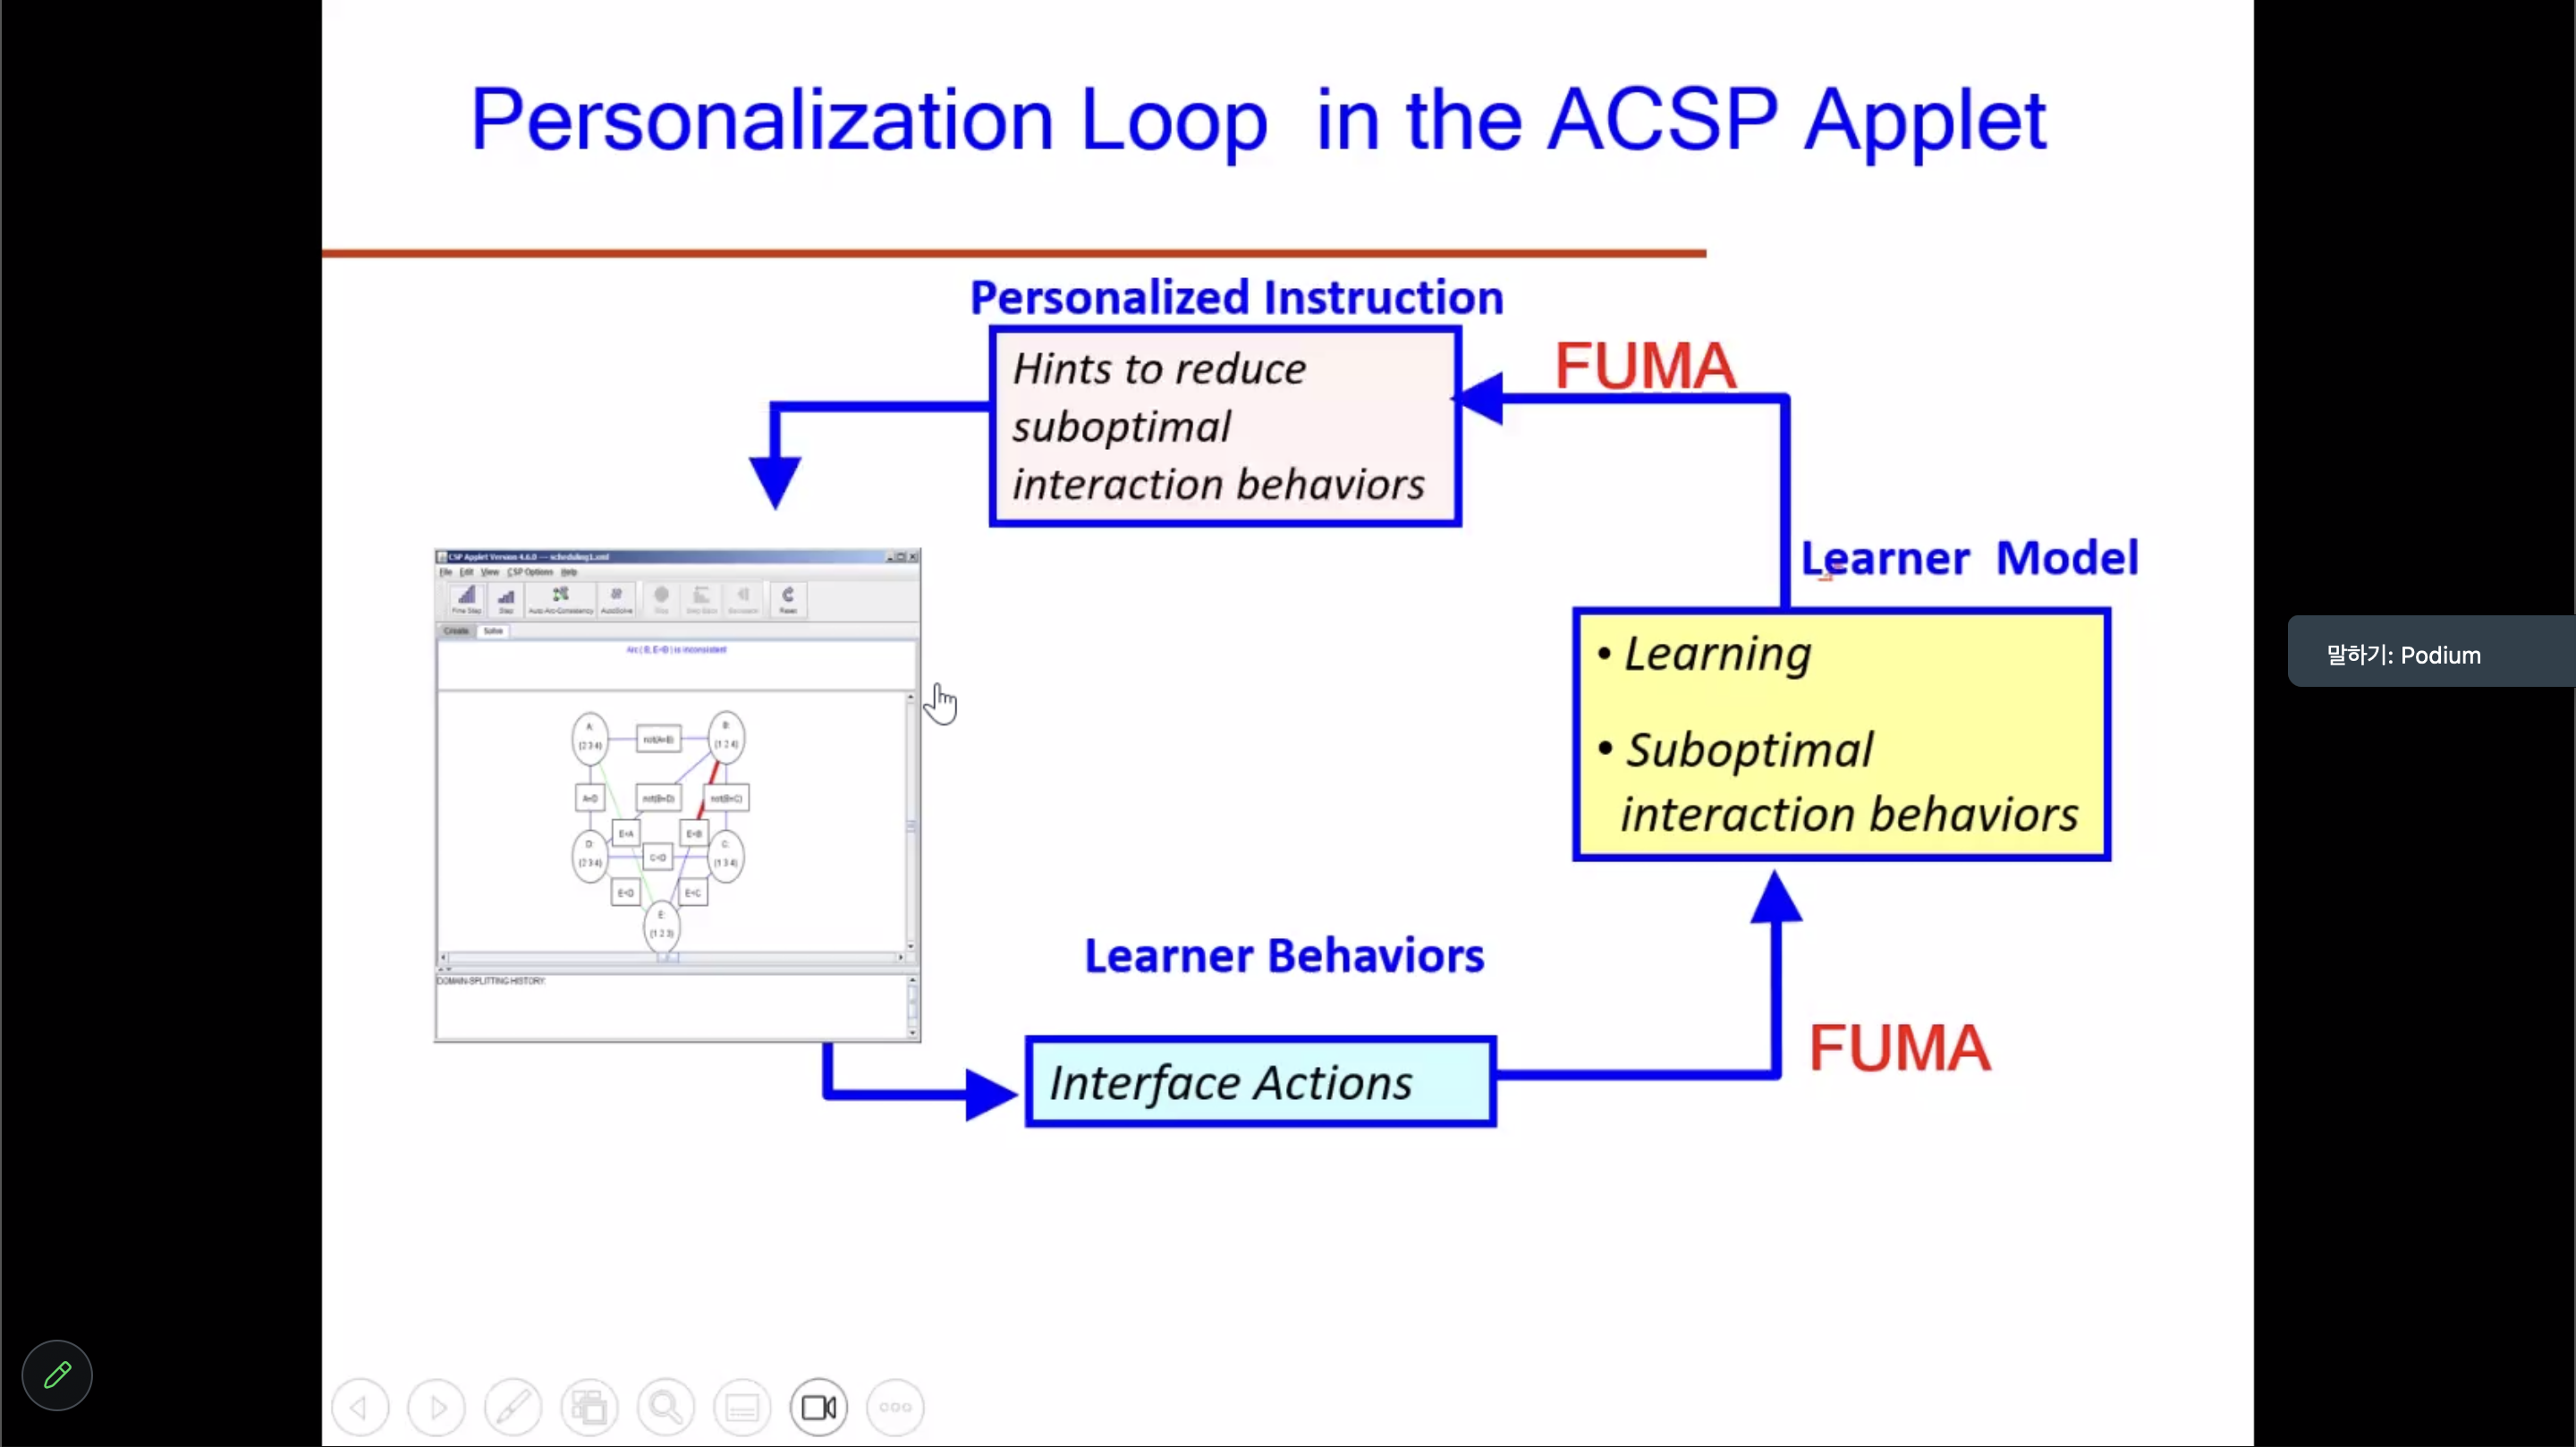 Personalization Loop in the ACSP Applet
Personalized Instruction
Hints to reduce
suboptimal
interaction behaviors
FUMA
Learner Model
• Learning
• Suboptimal
interaction behaviors
FUMA
Learner Behaviors
Interface Actions
CSP Applet Version 4.6.0 --- scheduling1.xml
File Edit View CSP Options Help
Fine Step Step Auto Arc-Consistency AutoSolve Stop Reset
Create Solve
Arc ( B, E<B ) is inconsistent
A: B:
{2 3 4} not(A=B) {1 2 4}
A=D not(B=D) not(B=C)
E<A E<B
D: C:
{2 3 4} C<D {1 3 4}
E<D E<C
E:
{1 2 3}
DOMAIN-SPLITTING HISTORY:
말하기: Podium